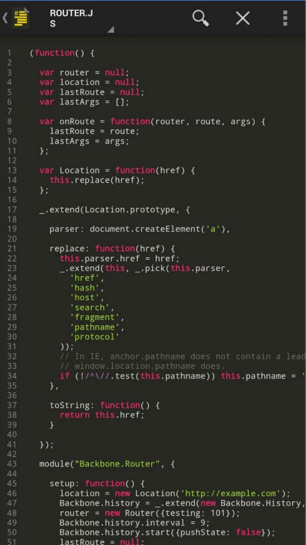 ROUTER.J
S
1 (function() {
2
3 var router = null;
4 var location = null;
5 var lastRoute = null;
6 var lastArgs = [];
7
8 var onRoute = function(router, route, args) {
9 lastRoute = route;
10 lastArgs = args;
11 };
12
13 var Location = function(href) {
14 this.replace(href);
15 };
16
17 _.extend(Location.prototype, {
18
19 parser: document.createElement('a'),
20
21 replace: function(href) {
22 this.parser.href = href;
23 _.extend(this, _.pick(this.parser,
24 'href',
25 'hash',
26 'host',
27 'search',
28 'fragment',
29 'pathname',
30 'protocol'
31 ));
32 // In IE, anchor.pathname does not contain a lead
33 // window.location.pathname does.
34 if (!/^\//.test(this.pathname)) this.pathname = '
35 },
36
37 toString: function() {
38 return this.href;
39 }
40
41 });
42
43 module("Backbone.Router", {
44
45 setup: function() {
46 location = new Location('http://example.com');
47 Backbone.history = _.extend(new Backbone.History,
48 router = new Router({testing: 101});
49 Backbone.history.interval = 9;
50 Backbone.history.start({pushState: false});
51 lastRoute = null;